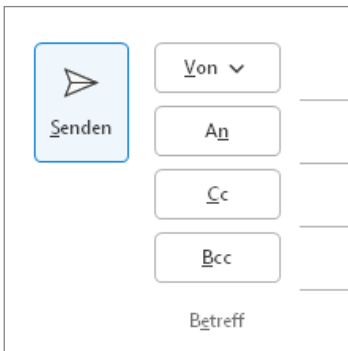 Von
Senden
An
Cc
Bcc
Betreff